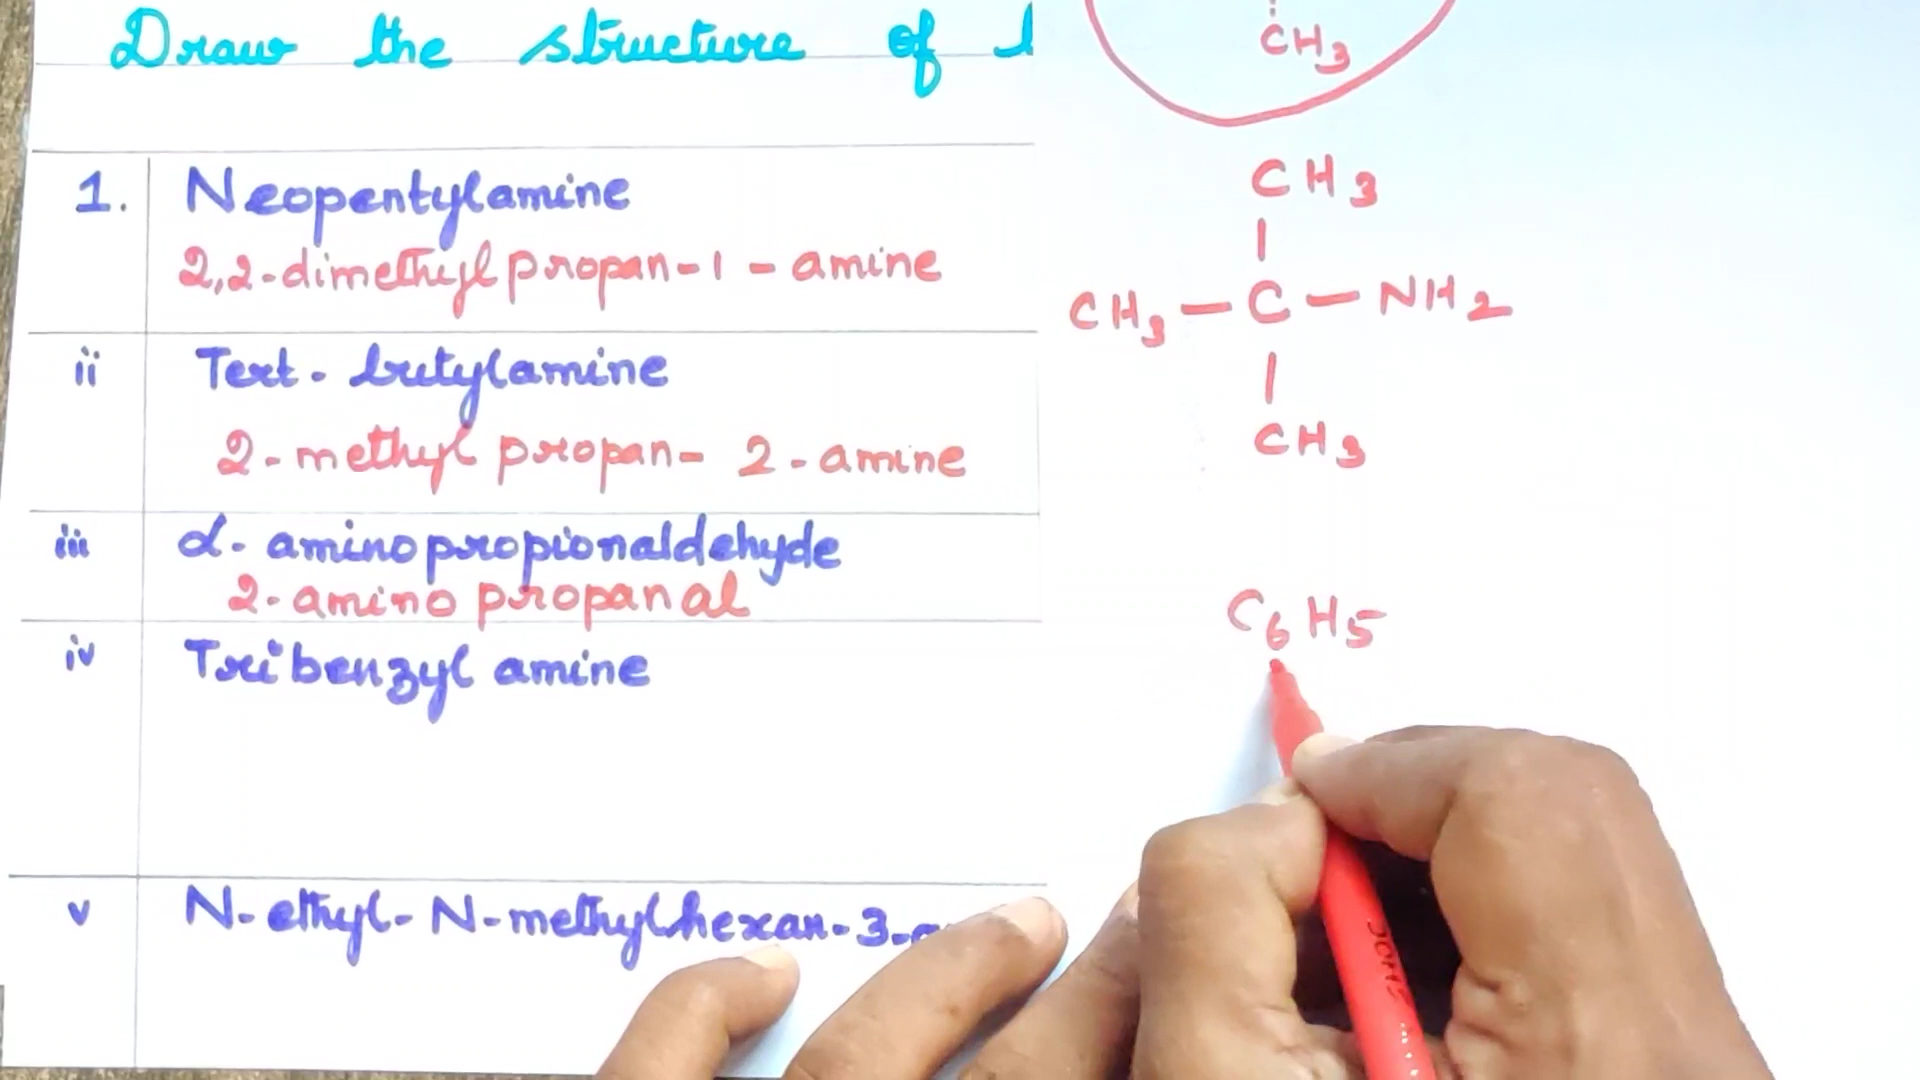 Draw the structure of
CH3
1. Neopentylamine
2,2-dimethyl propan-1-amine
CH3
|
CH3 — C — NH2
|
CH3
ii Tert. butylamine
2-methyl propan- 2-amine
iii α- aminopropionaldehyde
2-amino propanal
iv Tribenzyl amine
C6H5
v N-ethyl-N-methylhexan-3-